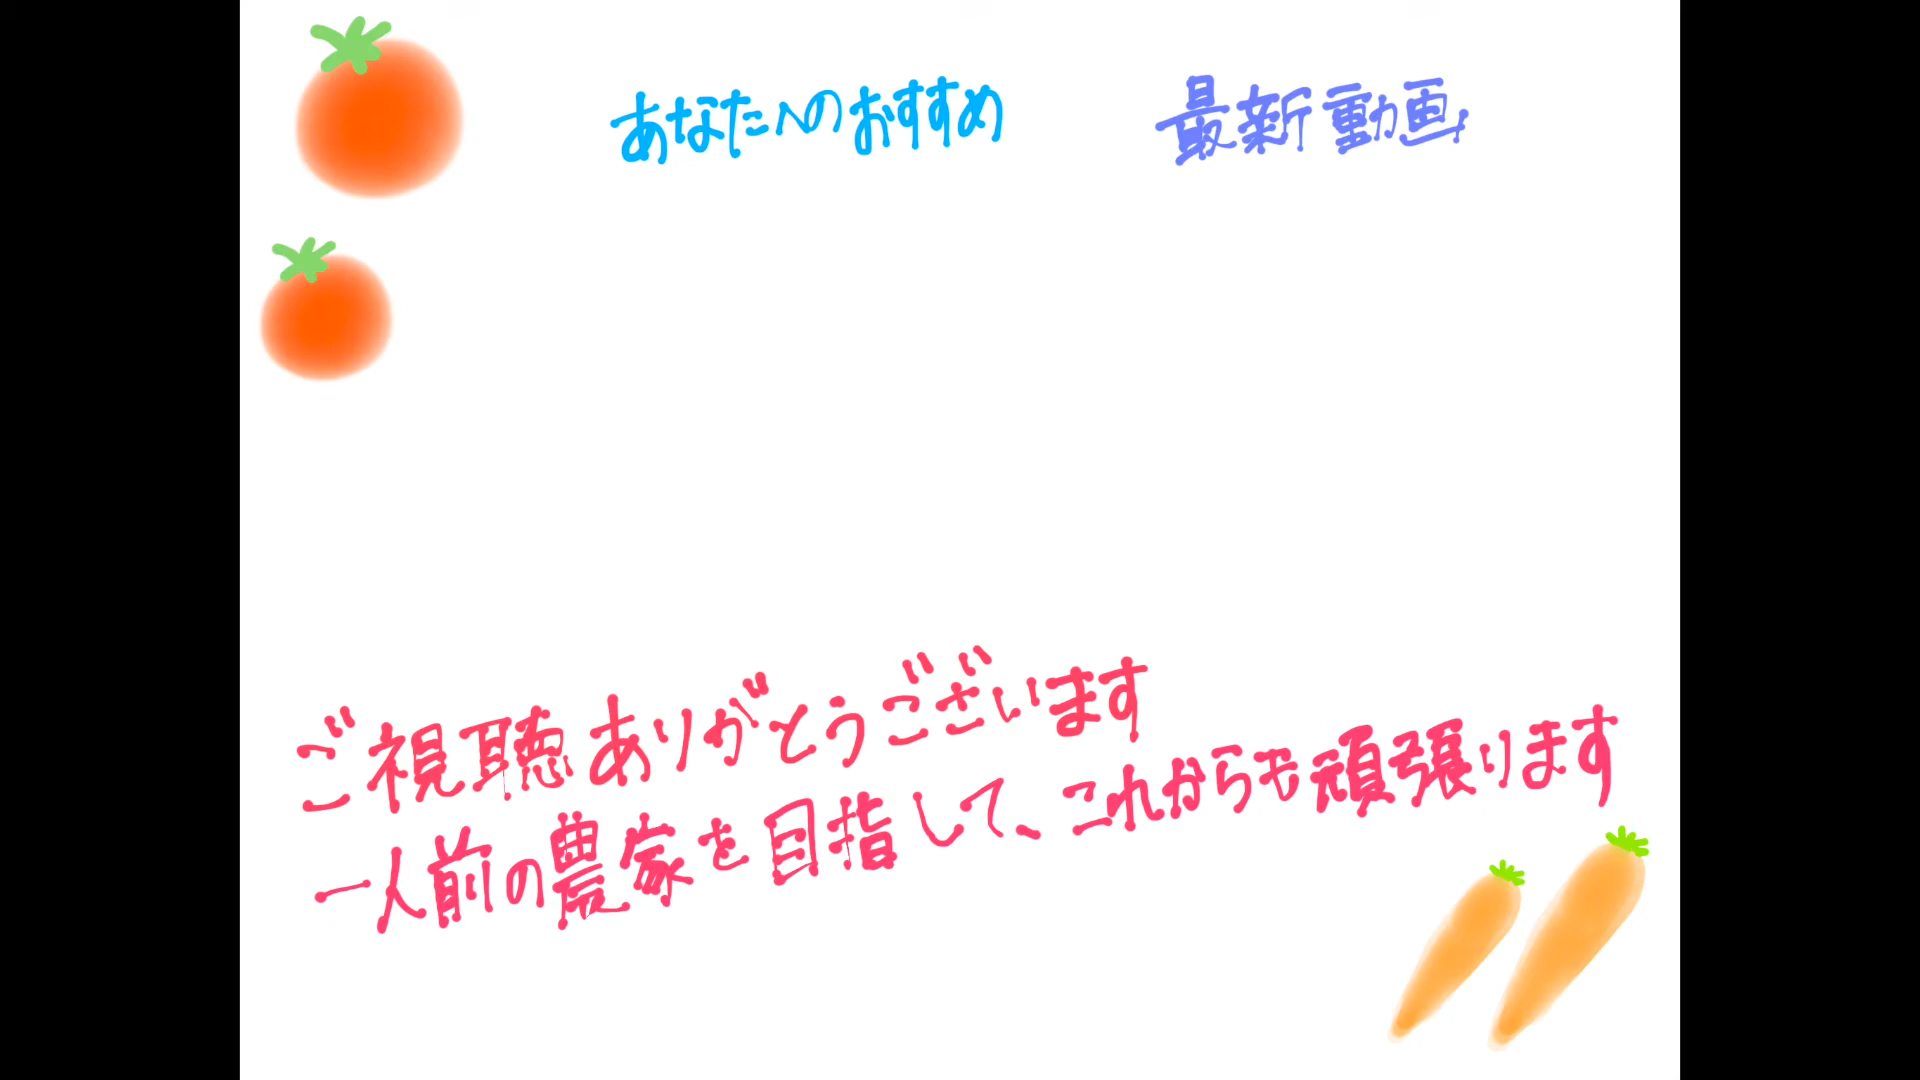 あなたへのおすすめ
最新動画
ご視聴ありがとうございます
一人前の農家を目指して、これからも頑張ります